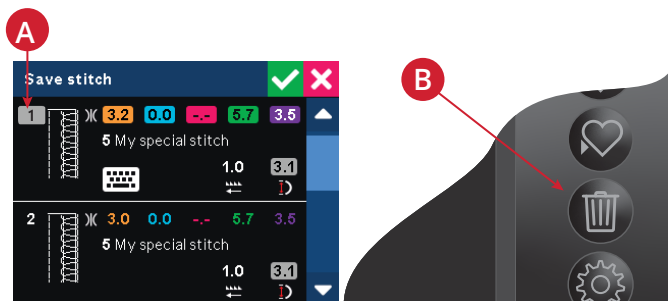 A
B
Save stitch
1 3.2 0.0 -.- 5.7 3.5
5 My special stitch
1.0 3.1
2 3.0 0.0 -.- 5.7 3.5
5 My special stitch
1.0 3.1